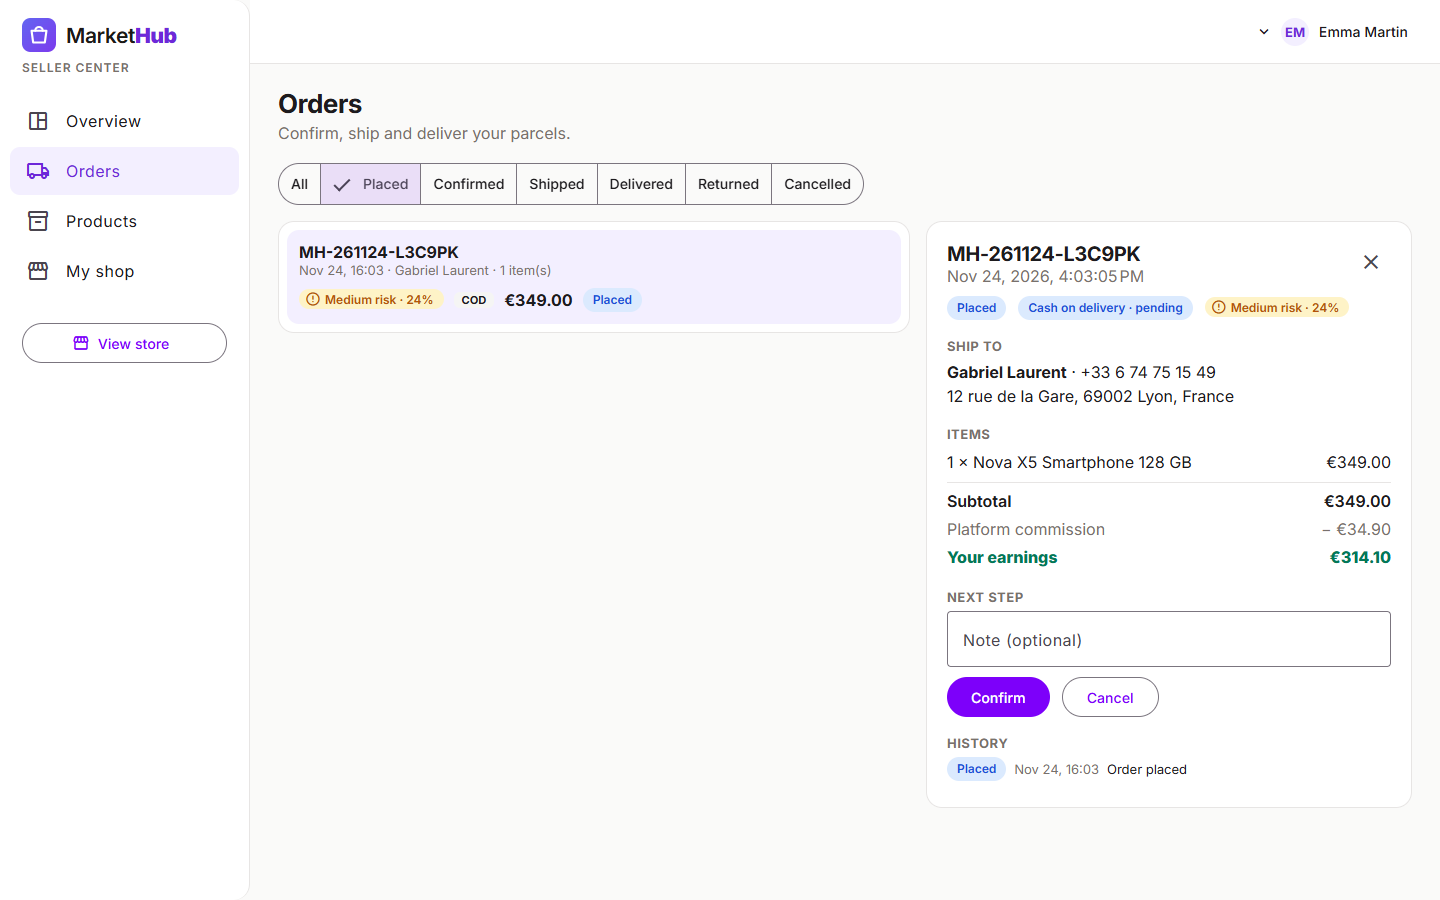 MarketHub
SELLER CENTER
Overview
Orders
Products
My shop
View store
EM Emma Martin
Orders
Confirm, ship and deliver your parcels.
All Placed Confirmed Shipped Delivered Returned Cancelled
MH-261124-L3C9PK
Nov 24, 16:03 · Gabriel Laurent · 1 item(s)
Medium risk · 24% COD €349.00 Placed
MH-261124-L3C9PK
Nov 24, 2026, 4:03:05 PM
Placed Cash on delivery · pending Medium risk · 24%
SHIP TO
Gabriel Laurent · +33 6 74 75 15 49
12 rue de la Gare, 69002 Lyon, France
ITEMS
1 × Nova X5 Smartphone 128 GB €349.00
Subtotal €349.00
Platform commission − €34.90
Your earnings €314.10
NEXT STEP
Note (optional)
Confirm Cancel
HISTORY
Placed Nov 24, 16:03 Order placed